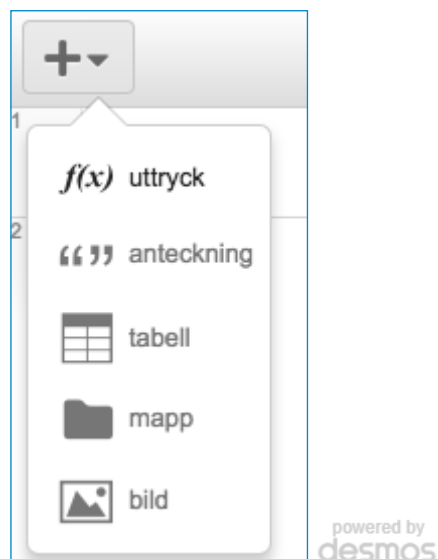 1
f(x) uttryck
2
“” anteckning
tabell
mapp
bild
powered by
desmos